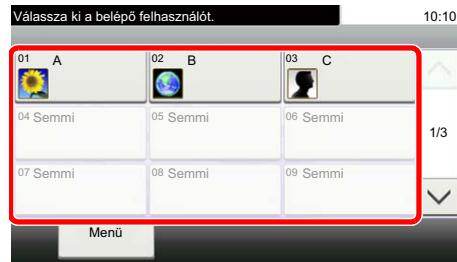 Válassza ki a belépő felhasználót. 10:10
01 A 02 B 03 C
04 Semmi 05 Semmi 06 Semmi
1/3
07 Semmi 08 Semmi 09 Semmi
Menü